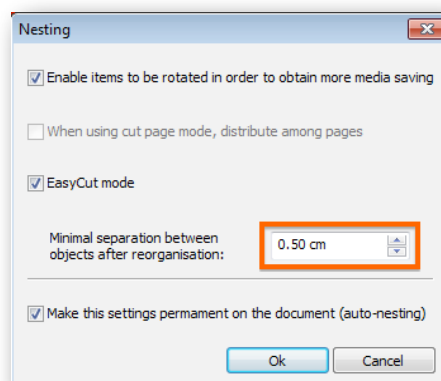 Nesting
Enable items to be rotated in order to obtain more media saving
When using cut page mode, distribute among pages
EasyCut mode
Minimal separation between
objects after reorganisation:
0.50 cm
Make this settings permament on the document (auto-nesting)
Ok
Cancel